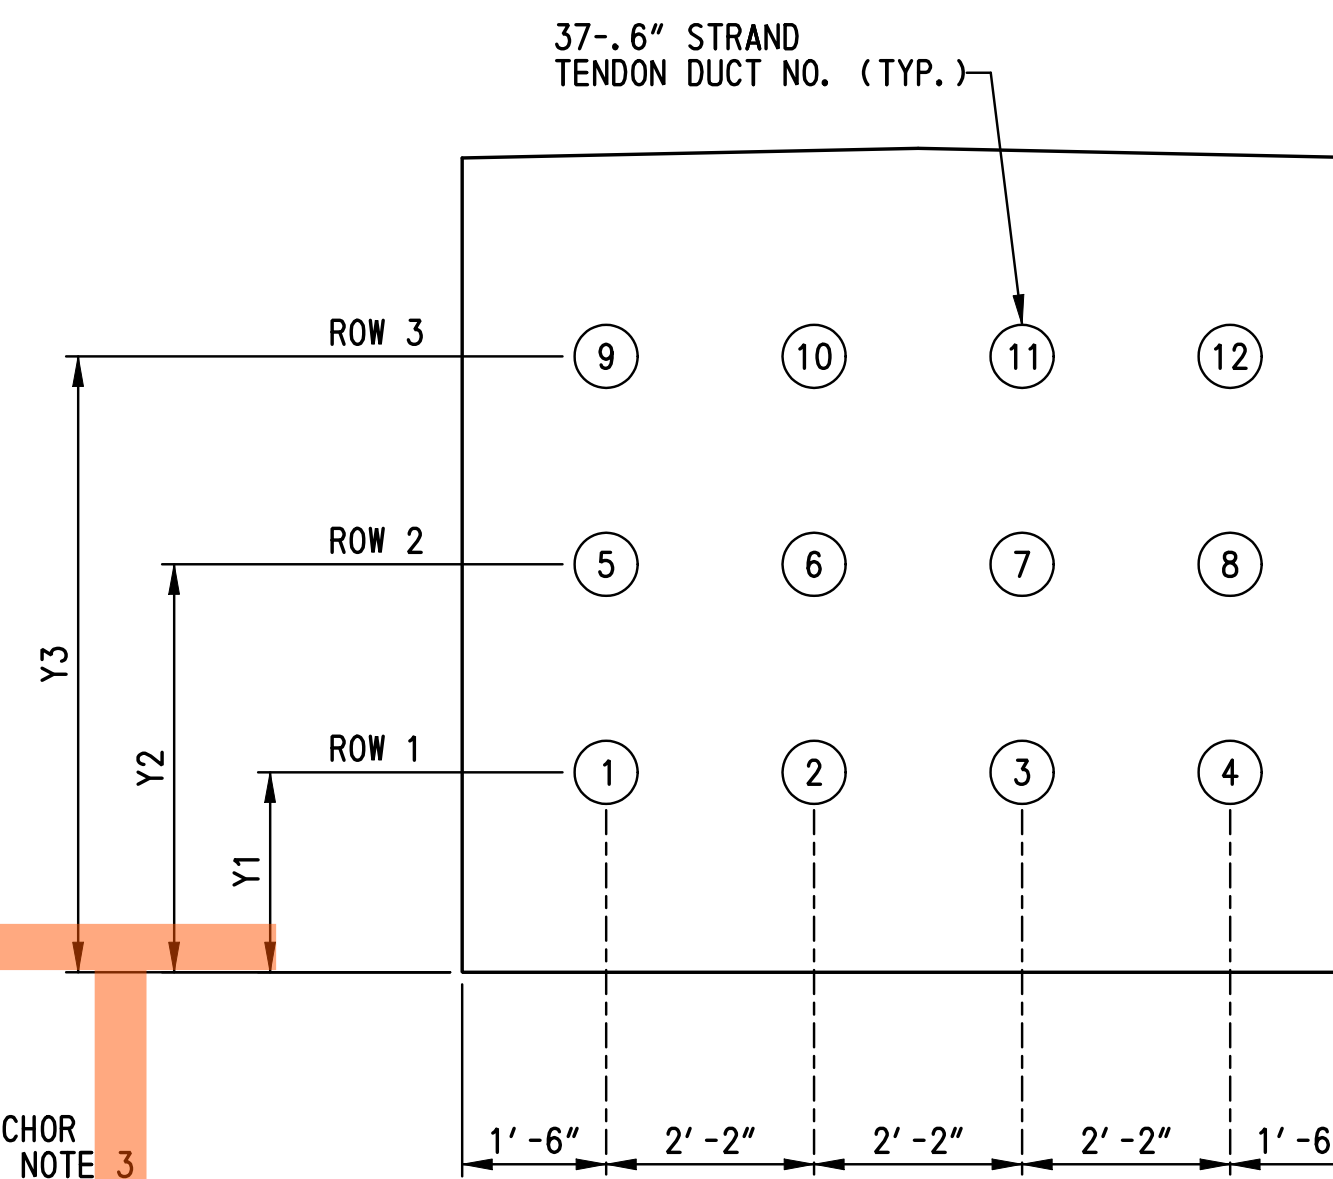 37-.6" STRAND
TENDON DUCT NO. (TYP.)
ROW 3
9
10
11
12
ROW 2
5
6
7
8
Y3
ROW 1
1
2
3
4
Y2
Y1
CHOR
NOTE 3
1'-6"
2'-2"
2'-2"
2'-2"
1'-6